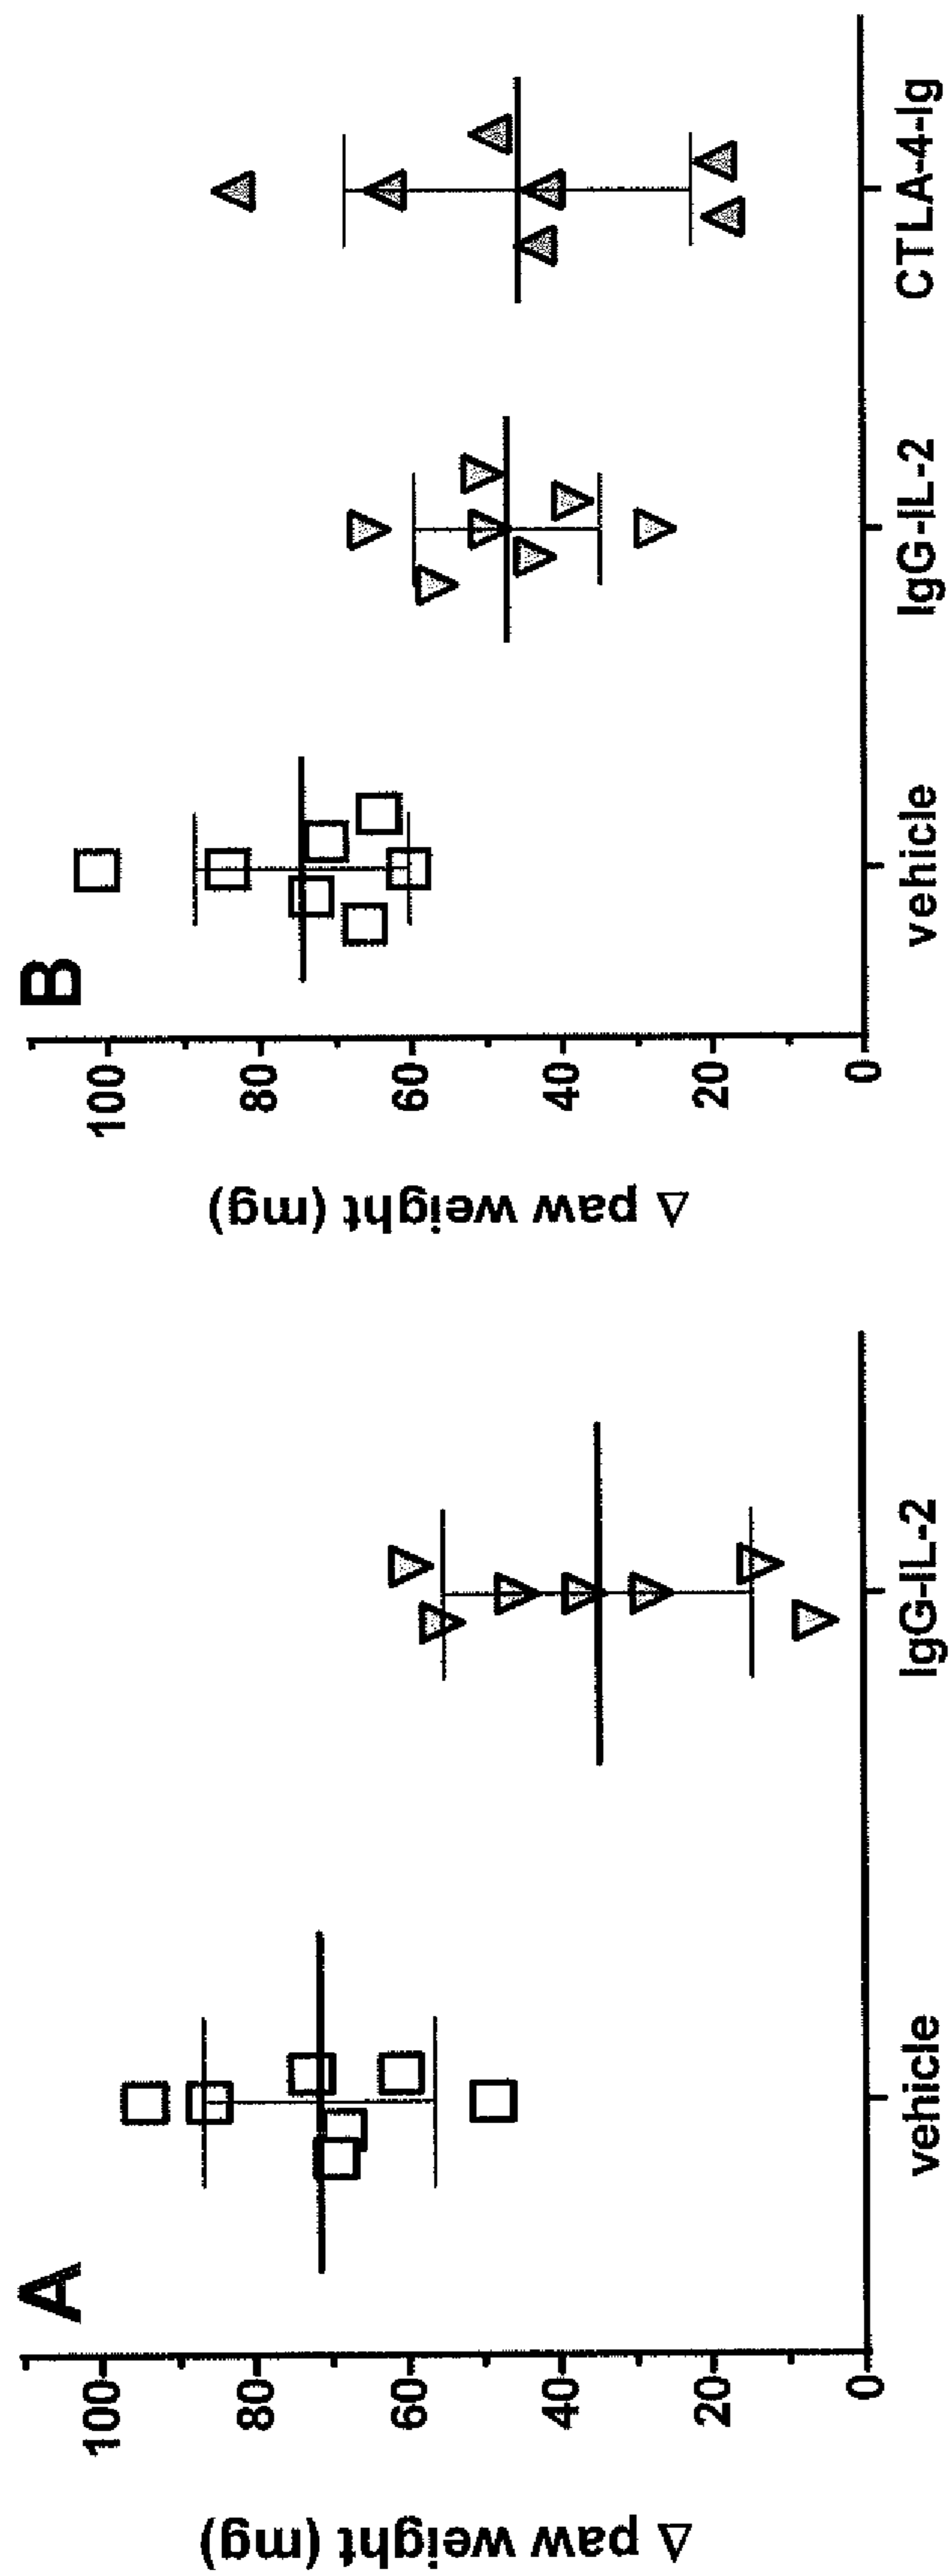 A
Δ paw weight (mg)
100
80
60
40
20
0
vehicle IgG-IL-2
B
Δ paw weight (mg)
100
80
60
40
20
0
vehicle IgG-IL-2 CTLA-4-Ig